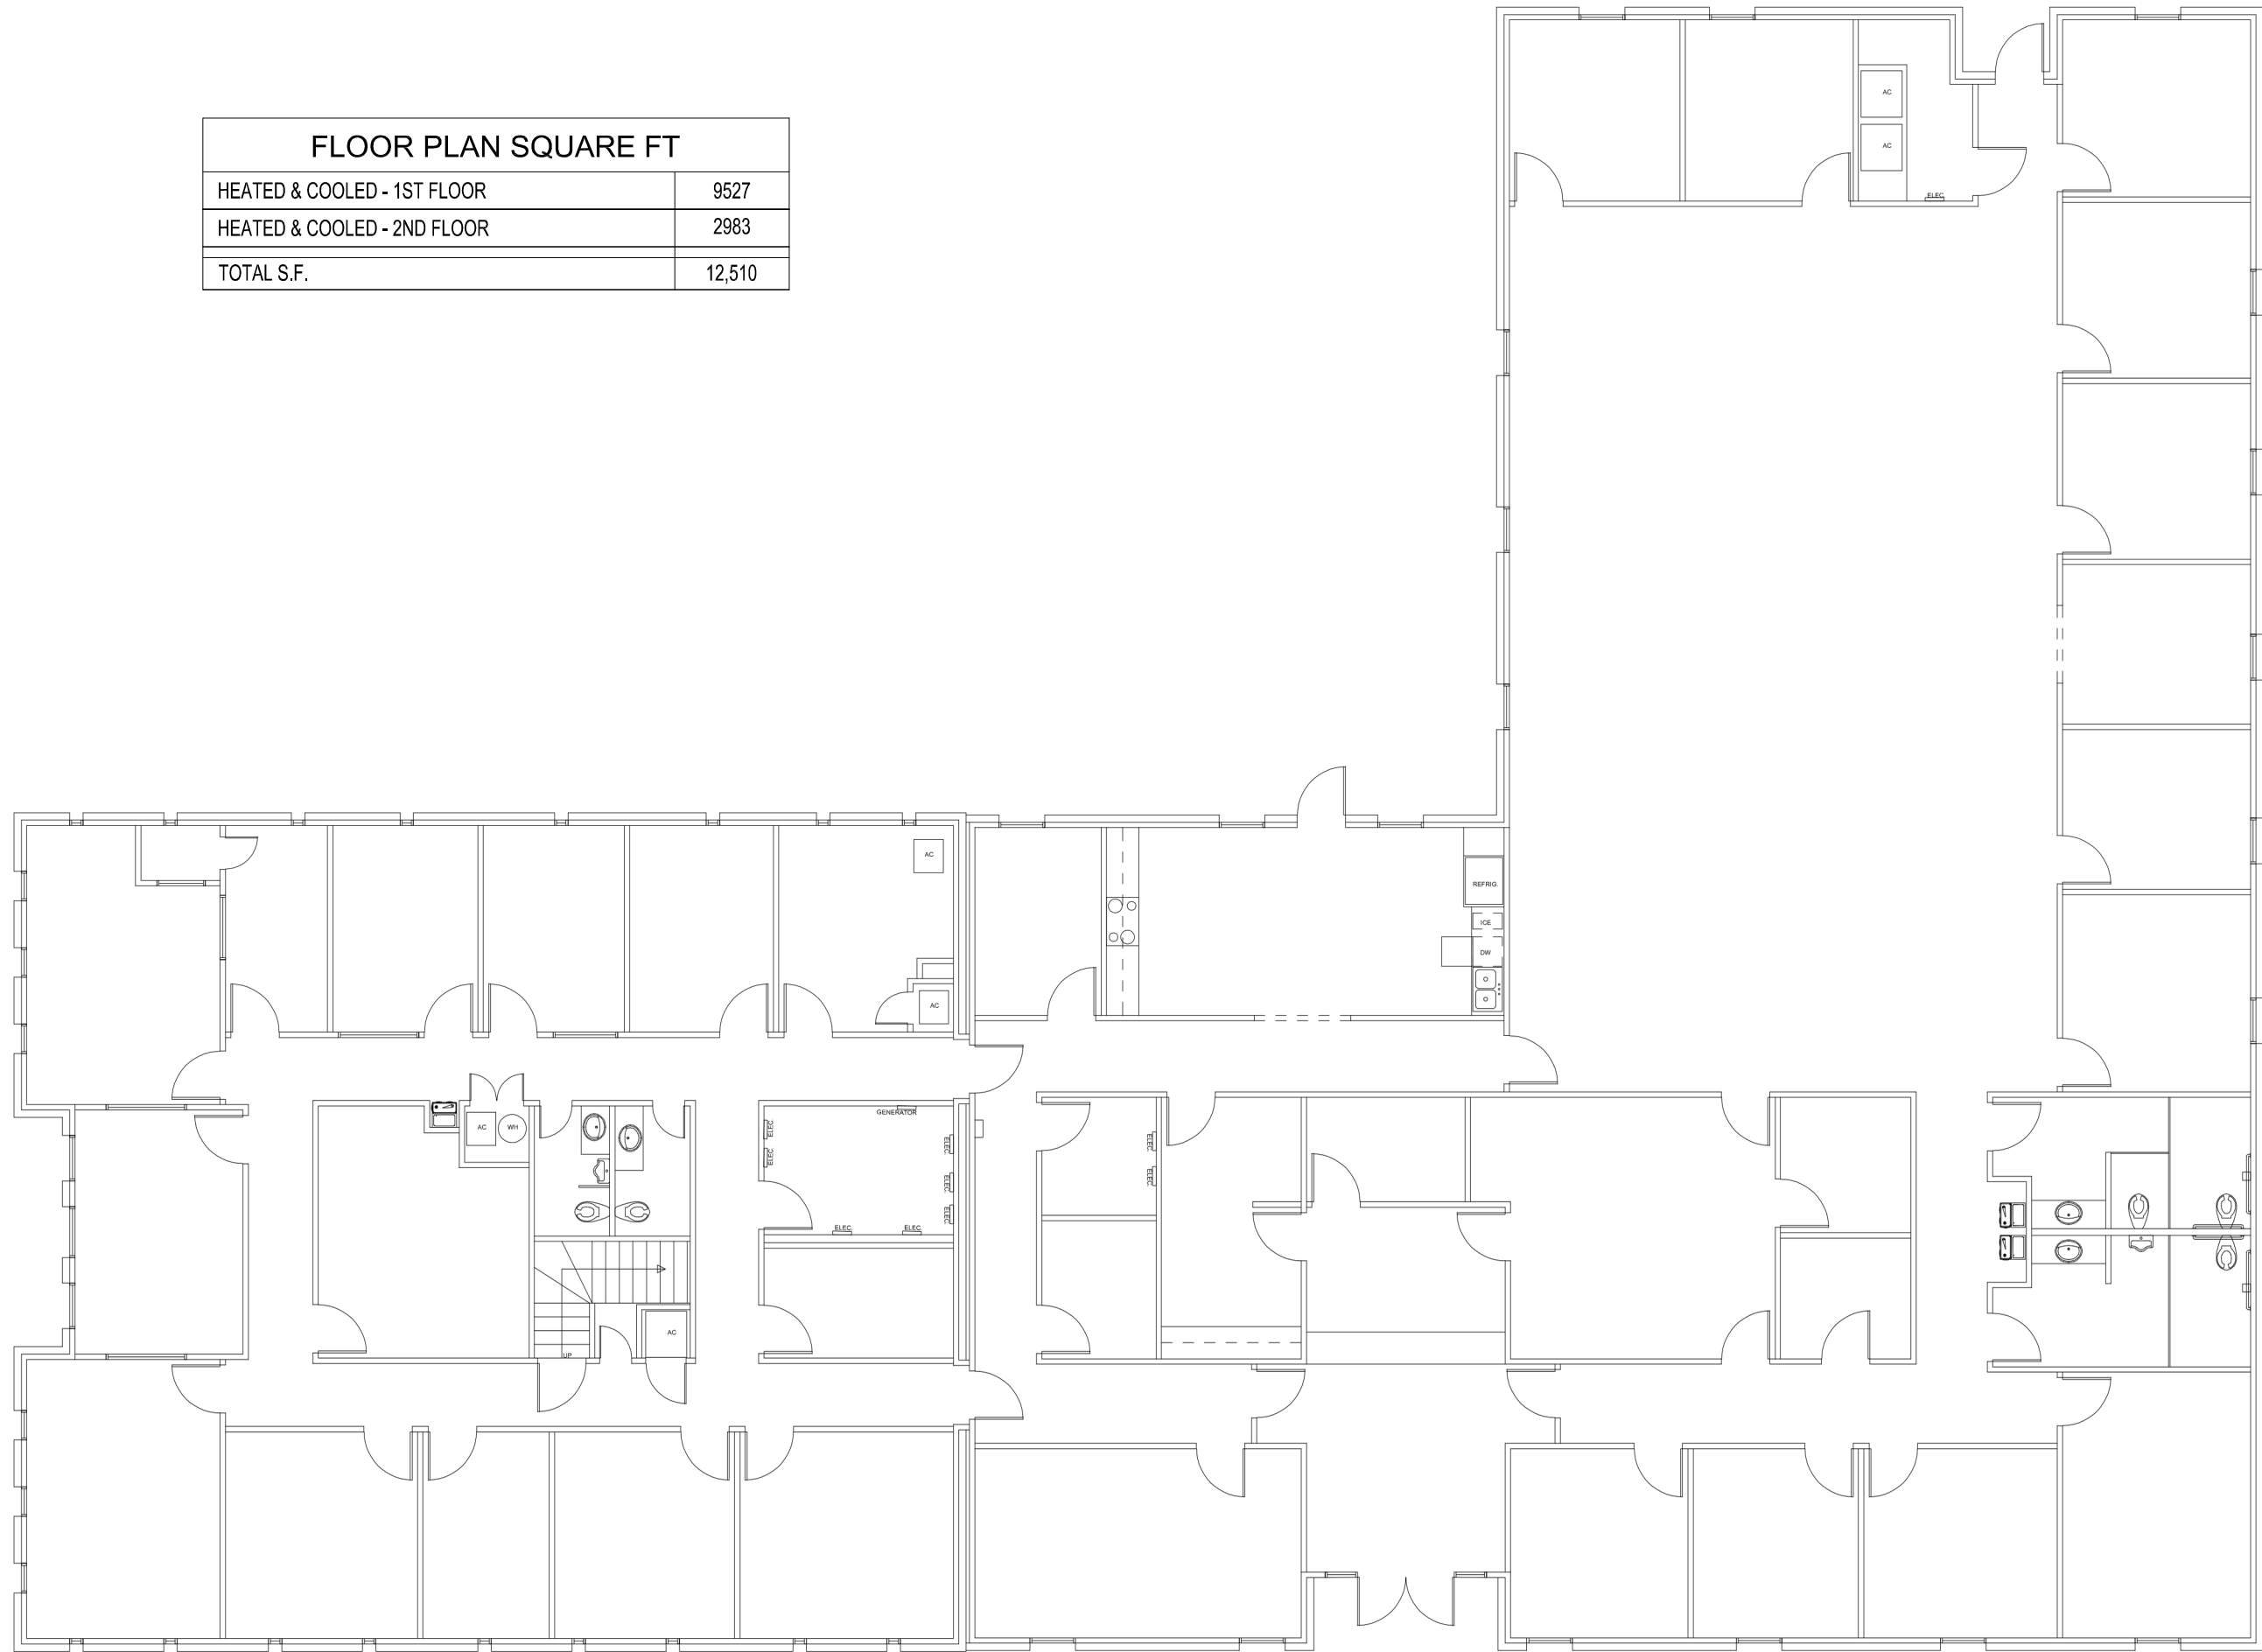 FLOOR PLAN SQUARE FT
HEATED & COOLED - 1ST FLOOR 9527
HEATED & COOLED - 2ND FLOOR 2983
TOTAL S.F. 12,510
AC
AC
ELEC.
AC
REFRIG.
ICE
DW
AC
AC
WH
GENERATOR
ELEC.
ELEC.
ELEC.
ELEC.
ELEC.
ELEC.
ELEC.
ELEC.
ELEC.
AC
UP